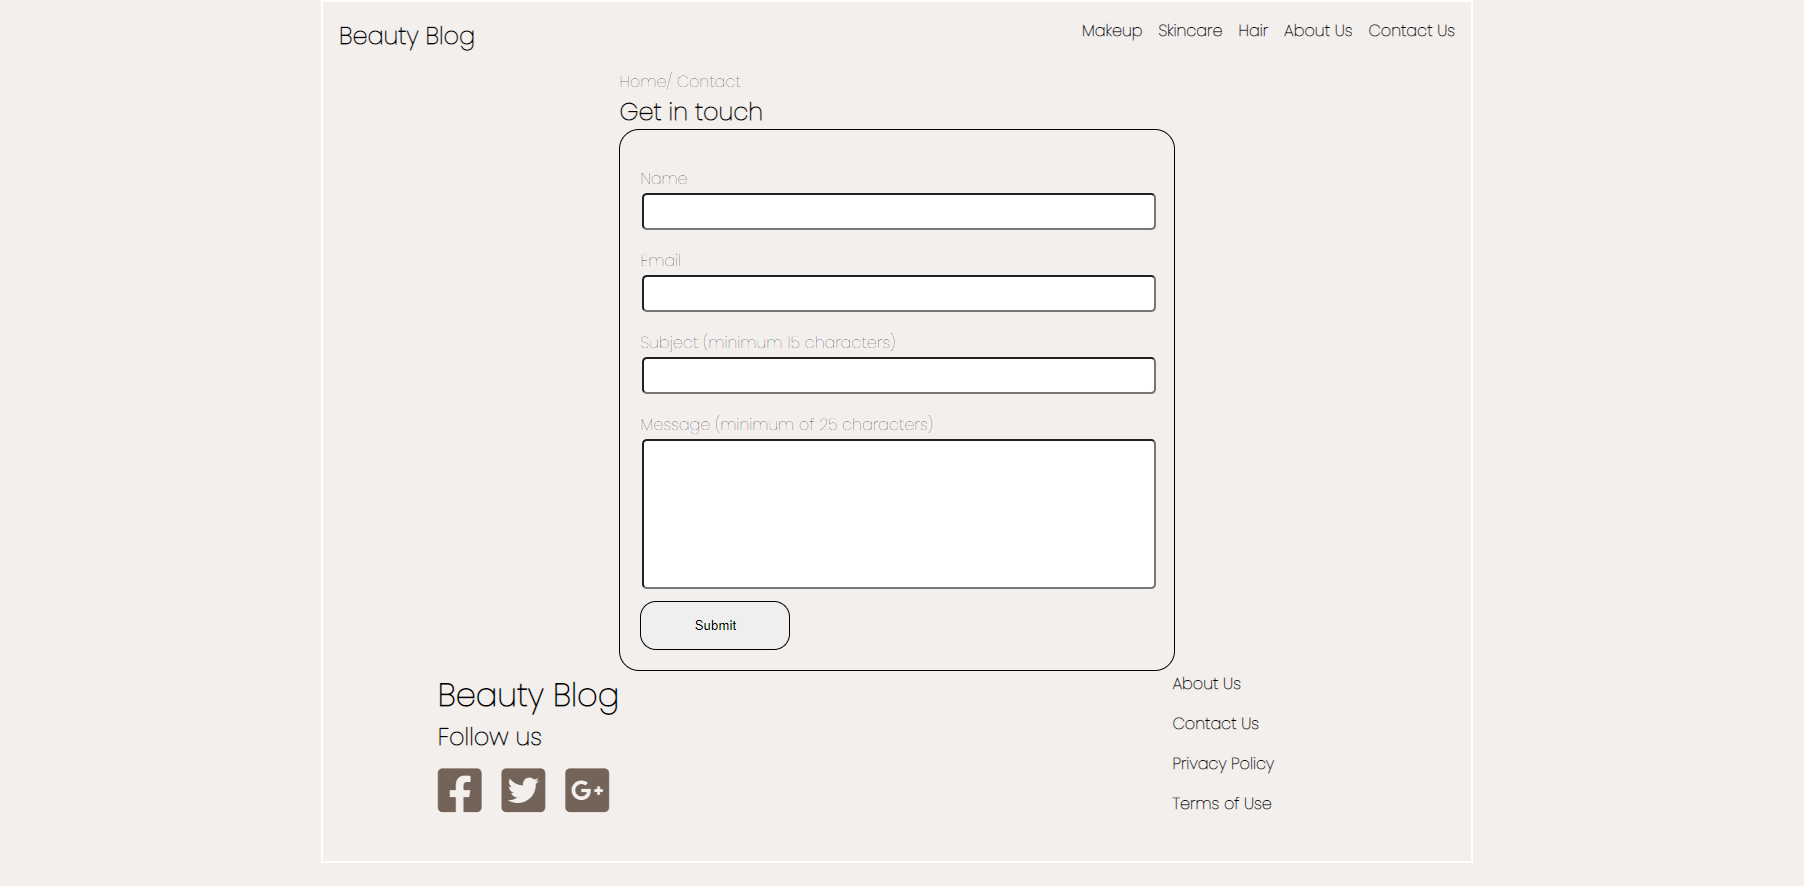 Beauty Blog
Makeup Skincare Hair About Us Contact Us
Home/ Contact
Get in touch
Name
Email
Subject (minimum 15 characters)
Message (minimum of 25 characters)
Submit
Beauty Blog
Follow us
G+
About Us
Contact Us
Privacy Policy
Terms of Use